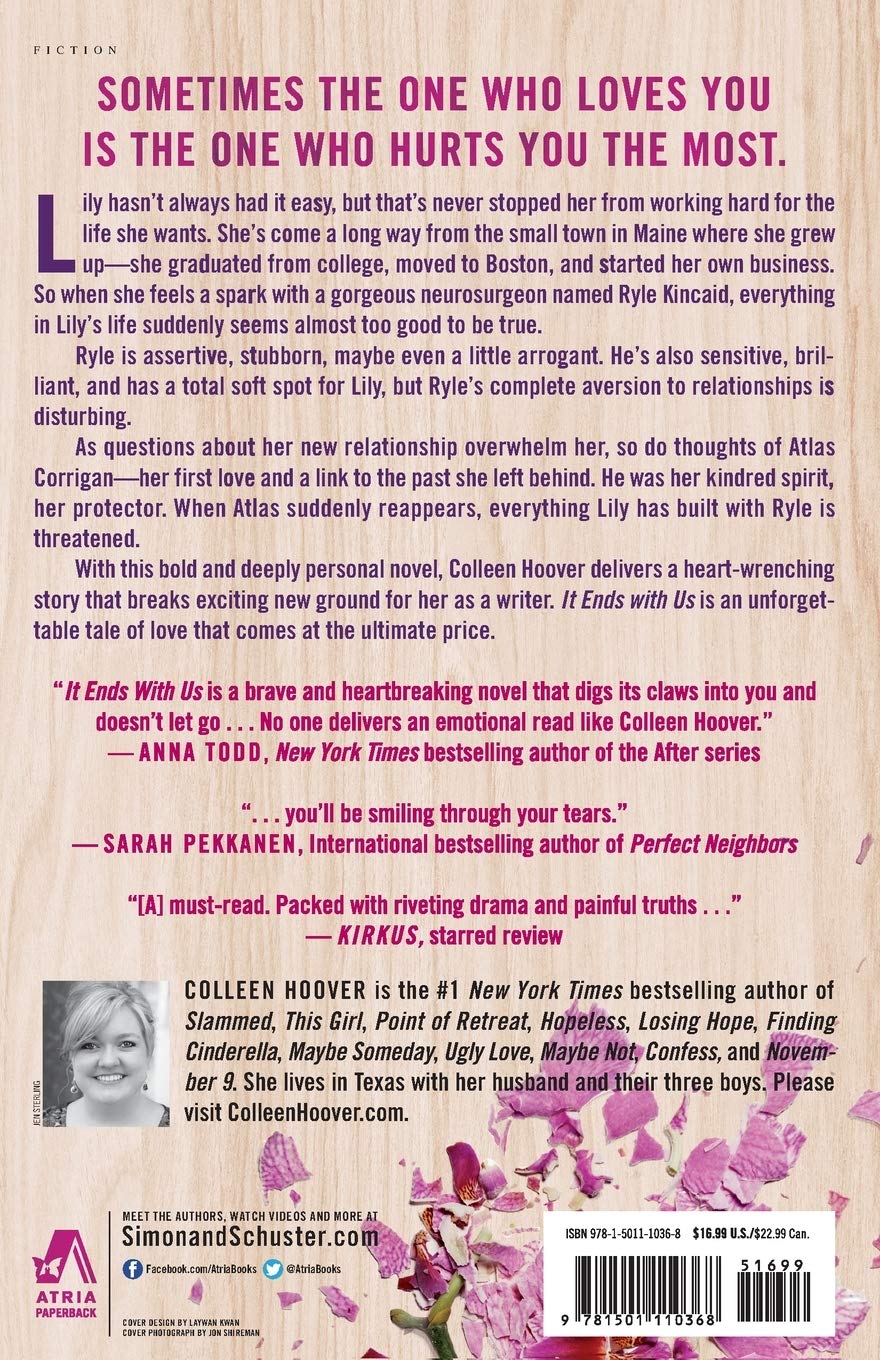 FICTION
SOMETIMES THE ONE WHO LOVES YOU
IS THE ONE WHO HURTS YOU THE MOST.
Lily hasn’t always had it easy, but that’s never stopped her from working hard for the
life she wants. She’s come a long way from the small town in Maine where she grew
up—she graduated from college, moved to Boston, and started her own business.
So when she feels a spark with a gorgeous neurosurgeon named Ryle Kincaid, everything
in Lily’s life suddenly seems almost too good to be true.
Ryle is assertive, stubborn, maybe even a little arrogant. He’s also sensitive, bril-
liant, and has a total soft spot for Lily, but Ryle’s complete aversion to relationships is
disturbing.
As questions about her new relationship overwhelm her, so do thoughts of Atlas
Corrigan—her first love and a link to the past she left behind. He was her kindred spirit,
her protector. When Atlas suddenly reappears, everything Lily has built with Ryle is
threatened.
With this bold and deeply personal novel, Colleen Hoover delivers a heart-wrenching
story that breaks exciting new ground for her as a writer. It Ends with Us is an unforget-
table tale of love that comes at the ultimate price.
“It Ends With Us is a brave and heartbreaking novel that digs its claws into you and
doesn’t let go . . . No one delivers an emotional read like Colleen Hoover.”
— ANNA TODD, New York Times bestselling author of the After series
“. . . you’ll be smiling through your tears.”
— SARAH PEKKANEN, International bestselling author of Perfect Neighbors
“[A] must-read. Packed with riveting drama and painful truths . . .”
— KIRKUS, starred review
JEN STERLING
COLLEEN HOOVER is the #1 New York Times bestselling author of
Slammed, This Girl, Point of Retreat, Hopeless, Losing Hope, Finding
Cinderella, Maybe Someday, Ugly Love, Maybe Not, Confess, and Novem-
ber 9. She lives in Texas with her husband and their three boys. Please
visit ColleenHoover.com.
ATRIA
PAPERBACK
MEET THE AUTHORS, WATCH VIDEOS AND MORE AT
SimonandSchuster.com
Facebook.com/AtriaBooks @AtriaBooks
COVER DESIGN BY LAYWAN KWAN
COVER PHOTOGRAPH BY JON SHIREMAN
ISBN 978-1-5011-1036-8 $16.99 U.S./$22.99 Can.
51699
9 781501 110368